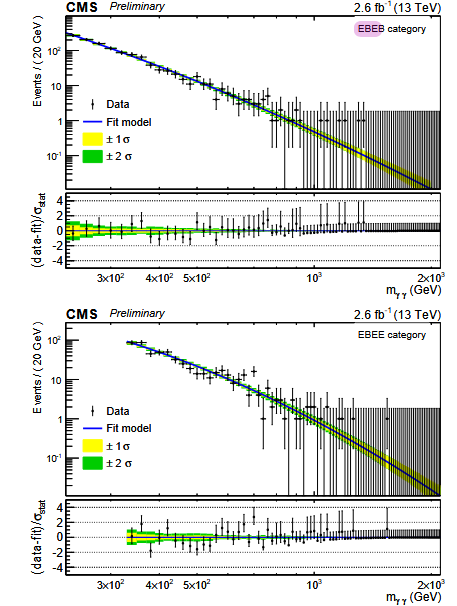 CMS Preliminary 2.6 fb⁻¹ (13 TeV)
EBEB category
Events / ( 20 GeV )
10²
10
1
10⁻¹
Data
Fit model
± 1 σ
± 2 σ
(data-fit)/σstat
4
2
0
-2
-4
3×10² 4×10² 5×10² 10³ 2×10³
mγγ (GeV)
CMS Preliminary 2.6 fb⁻¹ (13 TeV)
EBEE category
Events / ( 20 GeV )
10²
10
1
10⁻¹
Data
Fit model
± 1 σ
± 2 σ
(data-fit)/σstat
4
2
0
-2
-4
3×10² 4×10² 5×10² 10³ 2×10³
mγγ (GeV)